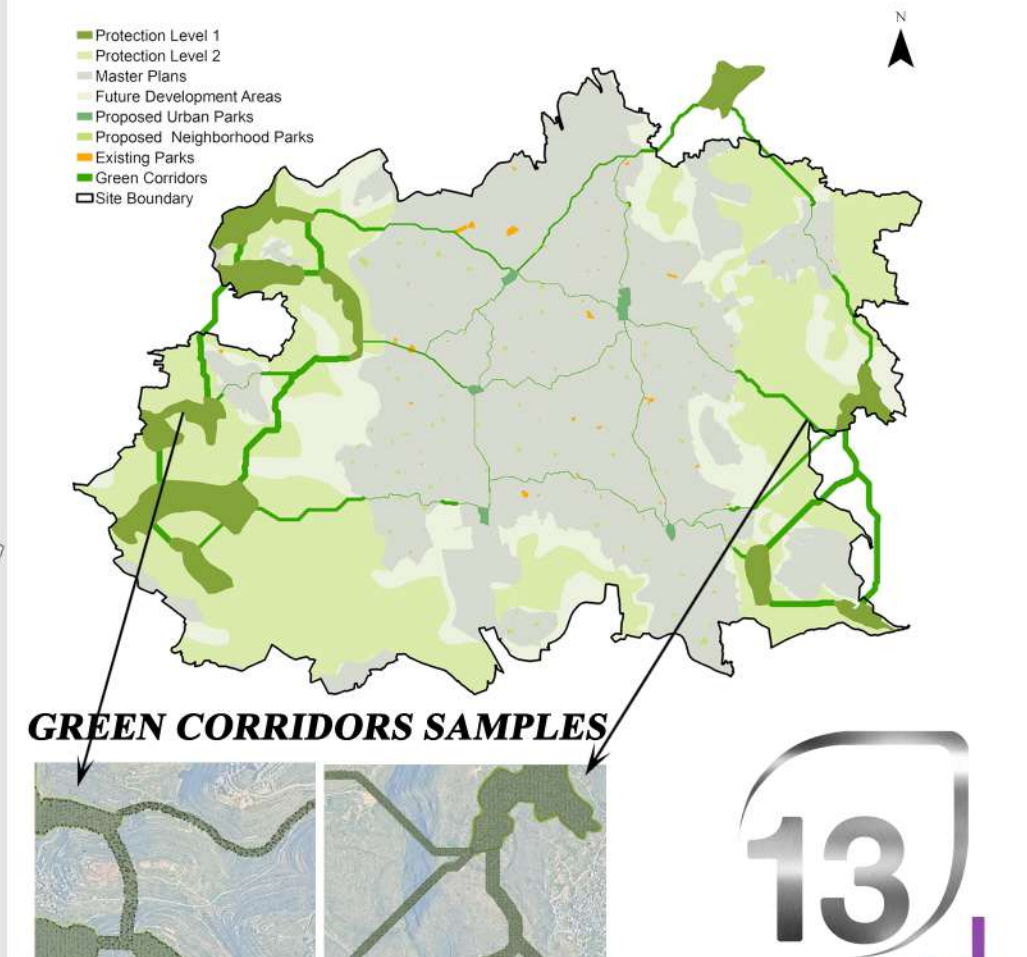 N
Protection Level 1
Protection Level 2
Master Plans
Future Development Areas
Proposed Urban Parks
Proposed Neighborhood Parks
Existing Parks
Green Corridors
Site Boundary
GREEN CORRIDORS SAMPLES
13